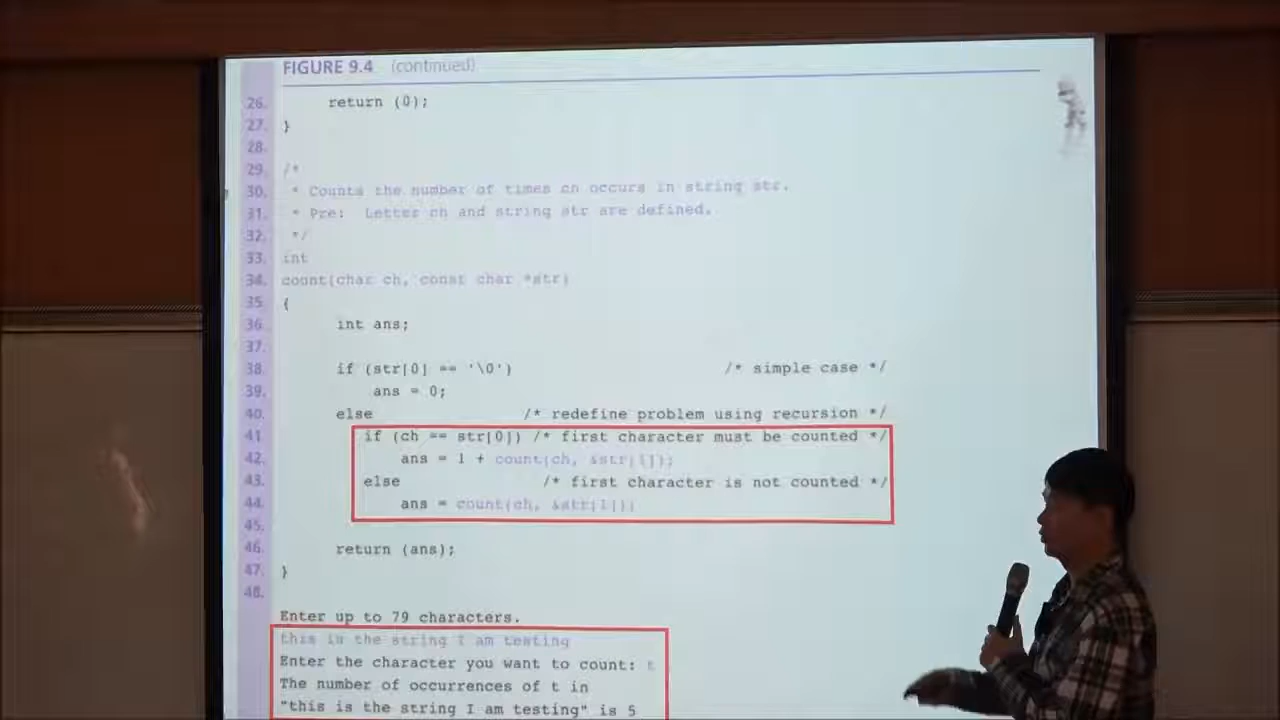 FIGURE 9.4 (continued)
26. return (0);
27. }
28.
29. /*
30. * Counts the number of times ch occurs in string str.
31. * Pre: Letter ch and string str are defined.
32. */
33. int
34. count(char ch, const char *str)
35. {
36. int ans;
37.
38. if (str[0] == '\0') /* simple case */
39. ans = 0;
40. else /* redefine problem using recursion */
41. if (ch == str[0]) /* first character must be counted */
42. ans = 1 + count(ch, &str[1]);
43. else /* first character is not counted */
44. ans = count(ch, &str[1]);
45.
46. return (ans);
47. }
48.
Enter up to 79 characters.
this is the string I am testing
Enter the character you want to count: t
The number of occurrences of t in
"this is the string I am testing" is 5